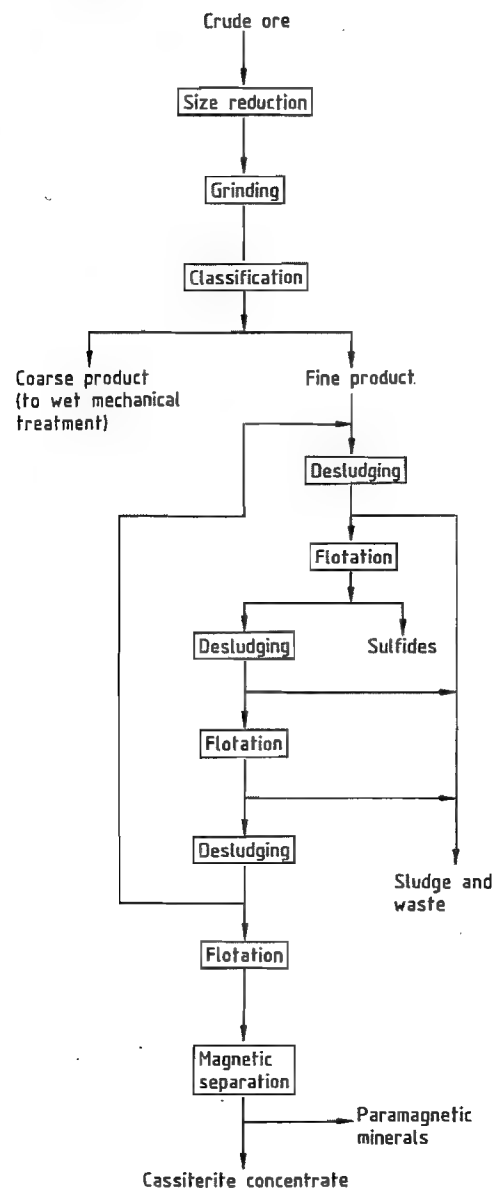 Crude ore
Size reduction
Grinding
Classification
Coarse product
(to wet mechanical
treatment)
Fine product.
Desludging
Flotation
Desludging
Sulfides
Flotation
Desludging
Sludge and
waste
Flotation
Magnetic
separation
Paramagnetic
minerals
Cassiterite concentrate